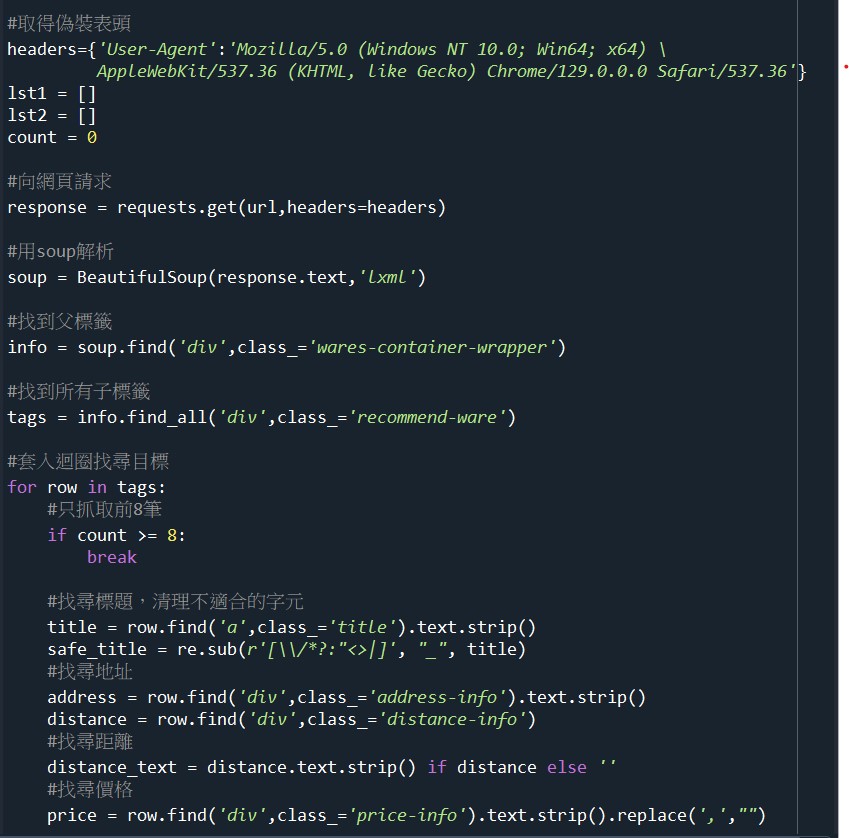 #取得偽裝表頭
headers={'User-Agent':'Mozilla/5.0 (Windows NT 10.0; Win64; x64) \
         AppleWebKit/537.36 (KHTML, like Gecko) Chrome/129.0.0.0 Safari/537.36'}
lst1 = []
lst2 = []
count = 0
#向網頁請求
response = requests.get(url,headers=headers)
#用soup解析
soup = BeautifulSoup(response.text,'lxml')
#找到父標籤
info = soup.find('div',class_='wares-container-wrapper')
#找到所有子標籤
tags = info.find_all('div',class_='recommend-ware')
#套入迴圈找尋目標
for row in tags:
    #只抓取前8筆
    if count >= 8:
        break
    #找尋標題，清理不適合的字元
    title = row.find('a',class_='title').text.strip()
    safe_title = re.sub(r'[\\/*?:"<>|]', "_", title)
    #找尋地址
    address = row.find('div',class_='address-info').text.strip()
    distance = row.find('div',class_='distance-info')
    #找尋距離
    distance_text = distance.text.strip() if distance else ''
    #找尋價格
    price = row.find('div',class_='price-info').text.strip().replace(',',"")